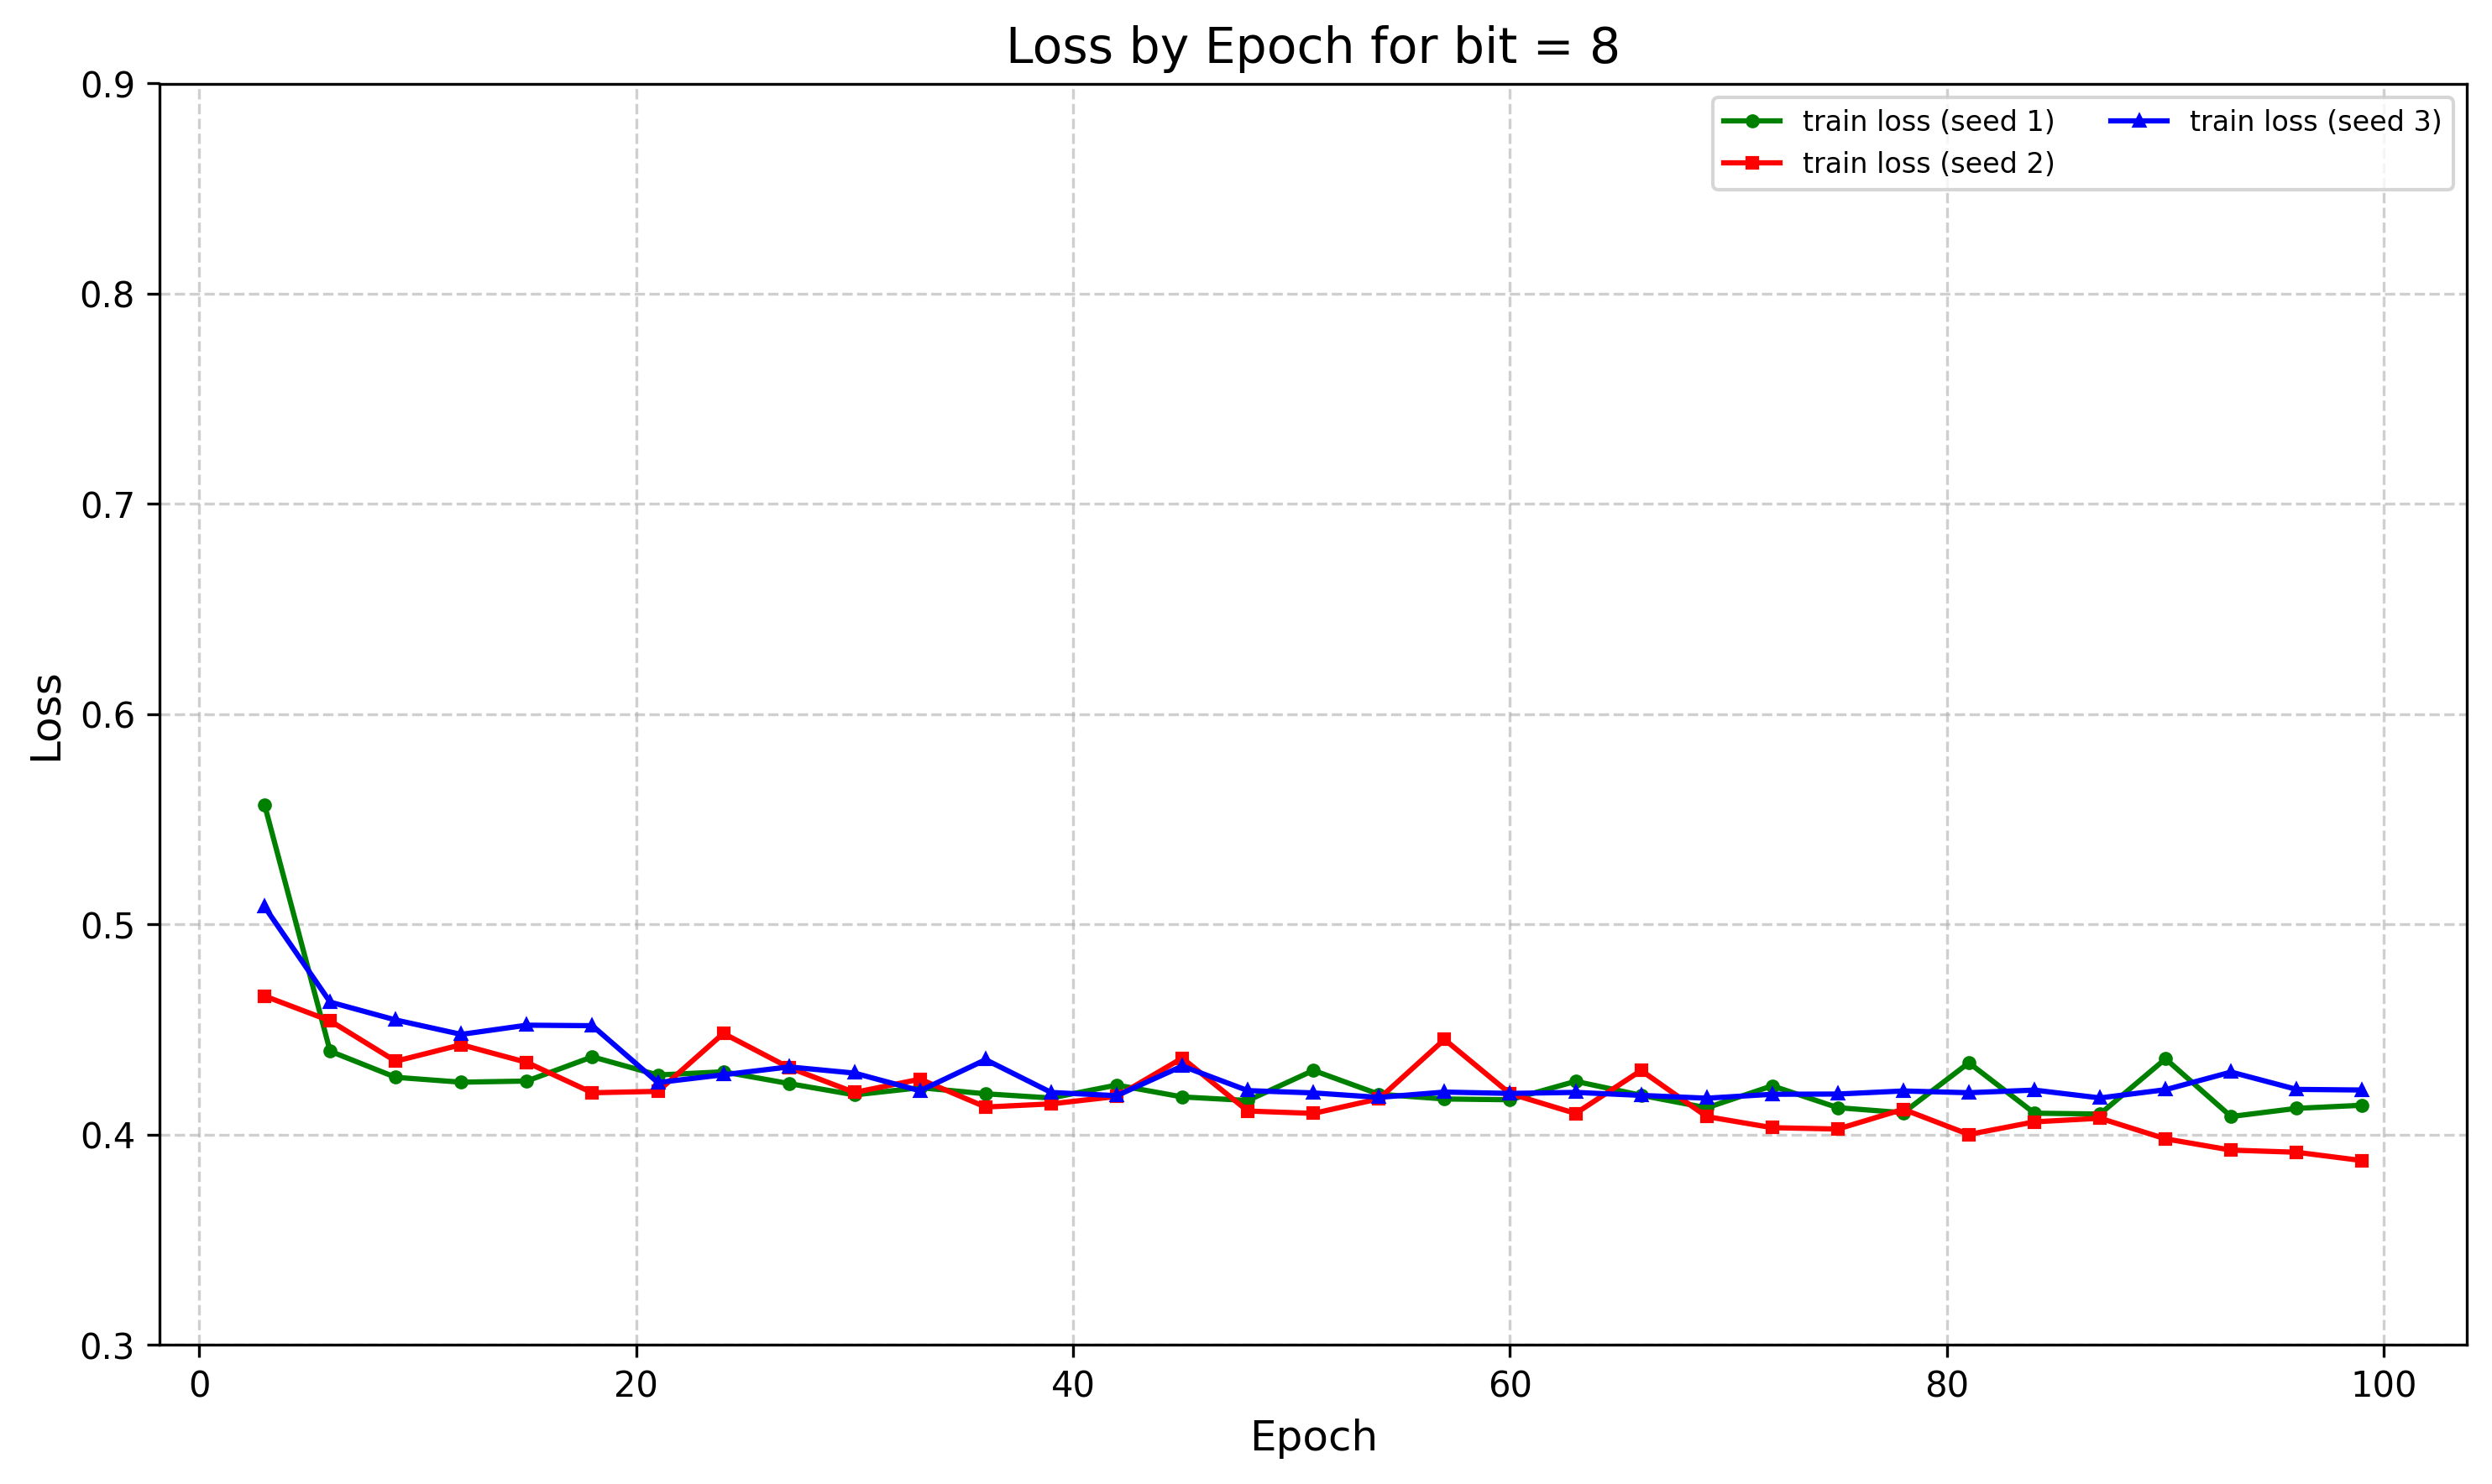 Loss by Epoch for bit = 8
train loss (seed 1)
train loss (seed 2)
train loss (seed 3)
Loss
0.9
0.8
0.7
0.6
0.5
0.4
0.3
0 20 40 60 80 100
Epoch